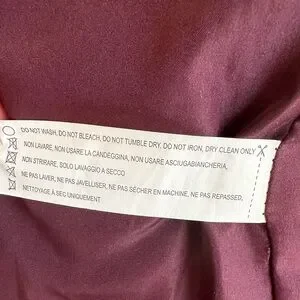 DO NOT WASH, DO NOT BLEACH, DO NOT TUMBLE DRY, DO NOT IRON, DRY CLEAN ONLY
NON LAVARE, NON USARE LA CANDEGGINA, NON USARE ASCIUGABIANCHERIA,
NON STIRARE, SOLO LAVAGGIO A SECCO
NE PAS LAVER, NE PAS JAVELLISER, NE PAS SÉCHER EN MACHINE, NE PAS REPASSER,
NETTOYAGE À SEC UNIQUEMENT